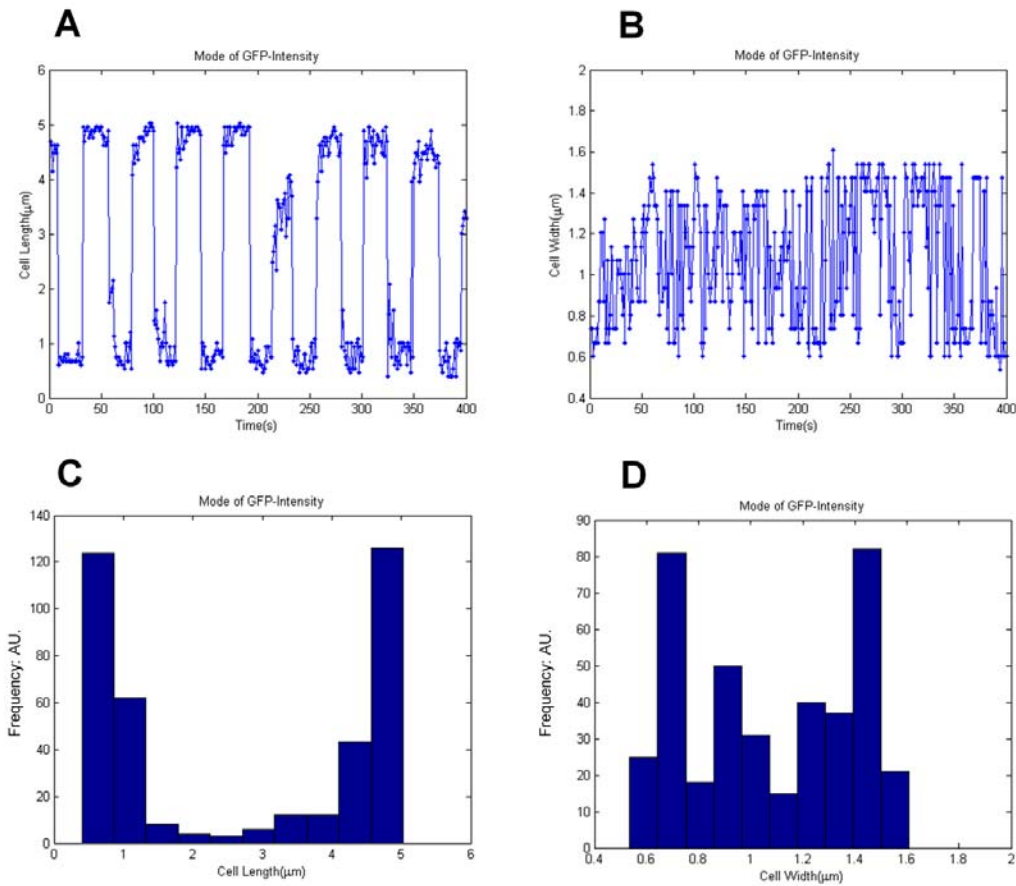 A
Mode of GFP-Intensity
6
5
4
3
2
1
0
Cell Length(μm)
0 50 100 150 200 250 300 350 400
Time(s)
B
Mode of GFP-Intensity
2
1.8
1.6
1.4
1.2
1
0.8
0.6
0.4
Cell Width(μm)
0 50 100 150 200 250 300 350 400
Time(s)
C
Mode of GFP-Intensity
140
120
100
80
60
40
20
0
Frequency: AU.
0 1 2 3 4 5 6
Cell Length(μm)
D
Mode of GFP-Intensity
90
80
70
60
50
40
30
20
10
0
Frequency: AU.
0.4 0.6 0.8 1 1.2 1.4 1.6 1.8 2
Cell Width(μm)